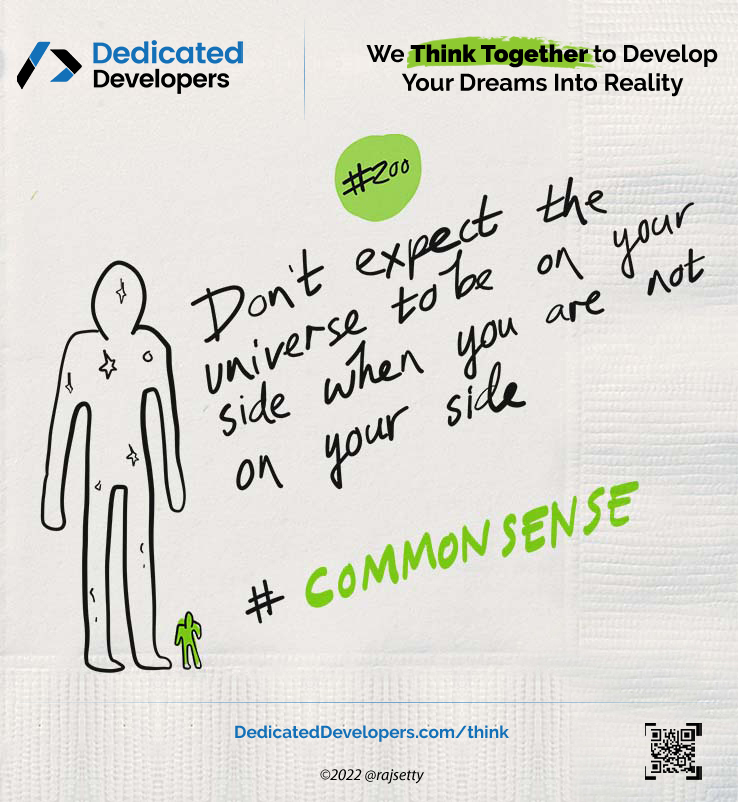 Dedicated
Developers
We Think Together to Develop
Your Dreams Into Reality
#200
Don't expect the
universe to be on your
side when you are not
on your side
# COMMON SENSE
DedicatedDevelopers.com/think
©2022 @rajsetty